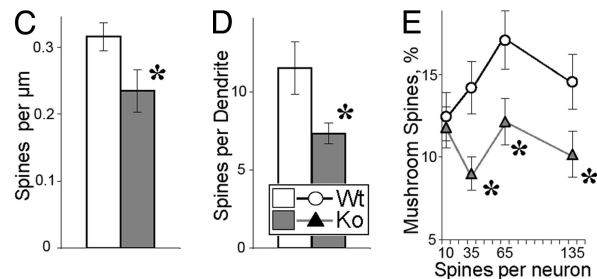 C
D
E
Spines per µm
0.3
0.2
0.1
0
*
Spines per Dendrite
10
5
0
*
Wt
Ko
Mushroom Spines, %
15
10
5
*
*
*
10 35 65 135
Spines per neuron